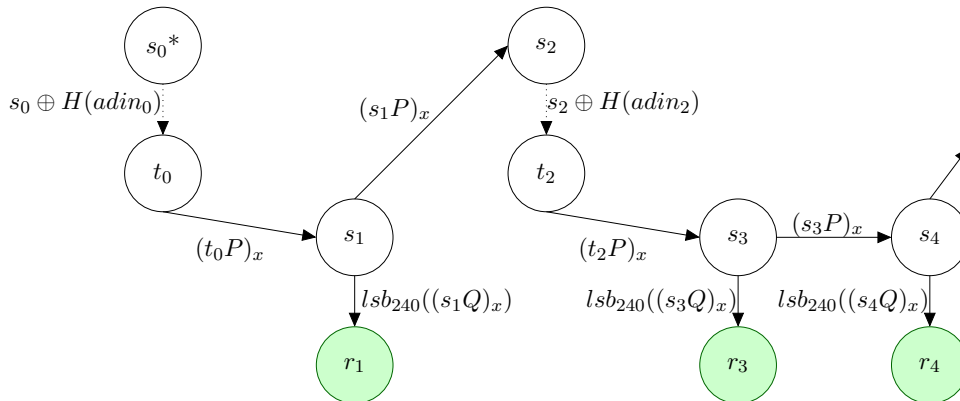 s₀*
s₂
s₀ ⊕ H(adin₀)
(s₁P)ₓ
s₂ ⊕ H(adin₂)
t₀
t₂
(t₀P)ₓ
s₁
(t₂P)ₓ
s₃
(s₃P)ₓ
s₄
lsb₂₄₀((s₁Q)ₓ)
lsb₂₄₀((s₃Q)ₓ)
lsb₂₄₀((s₄Q)ₓ)
r₁
r₃
r₄